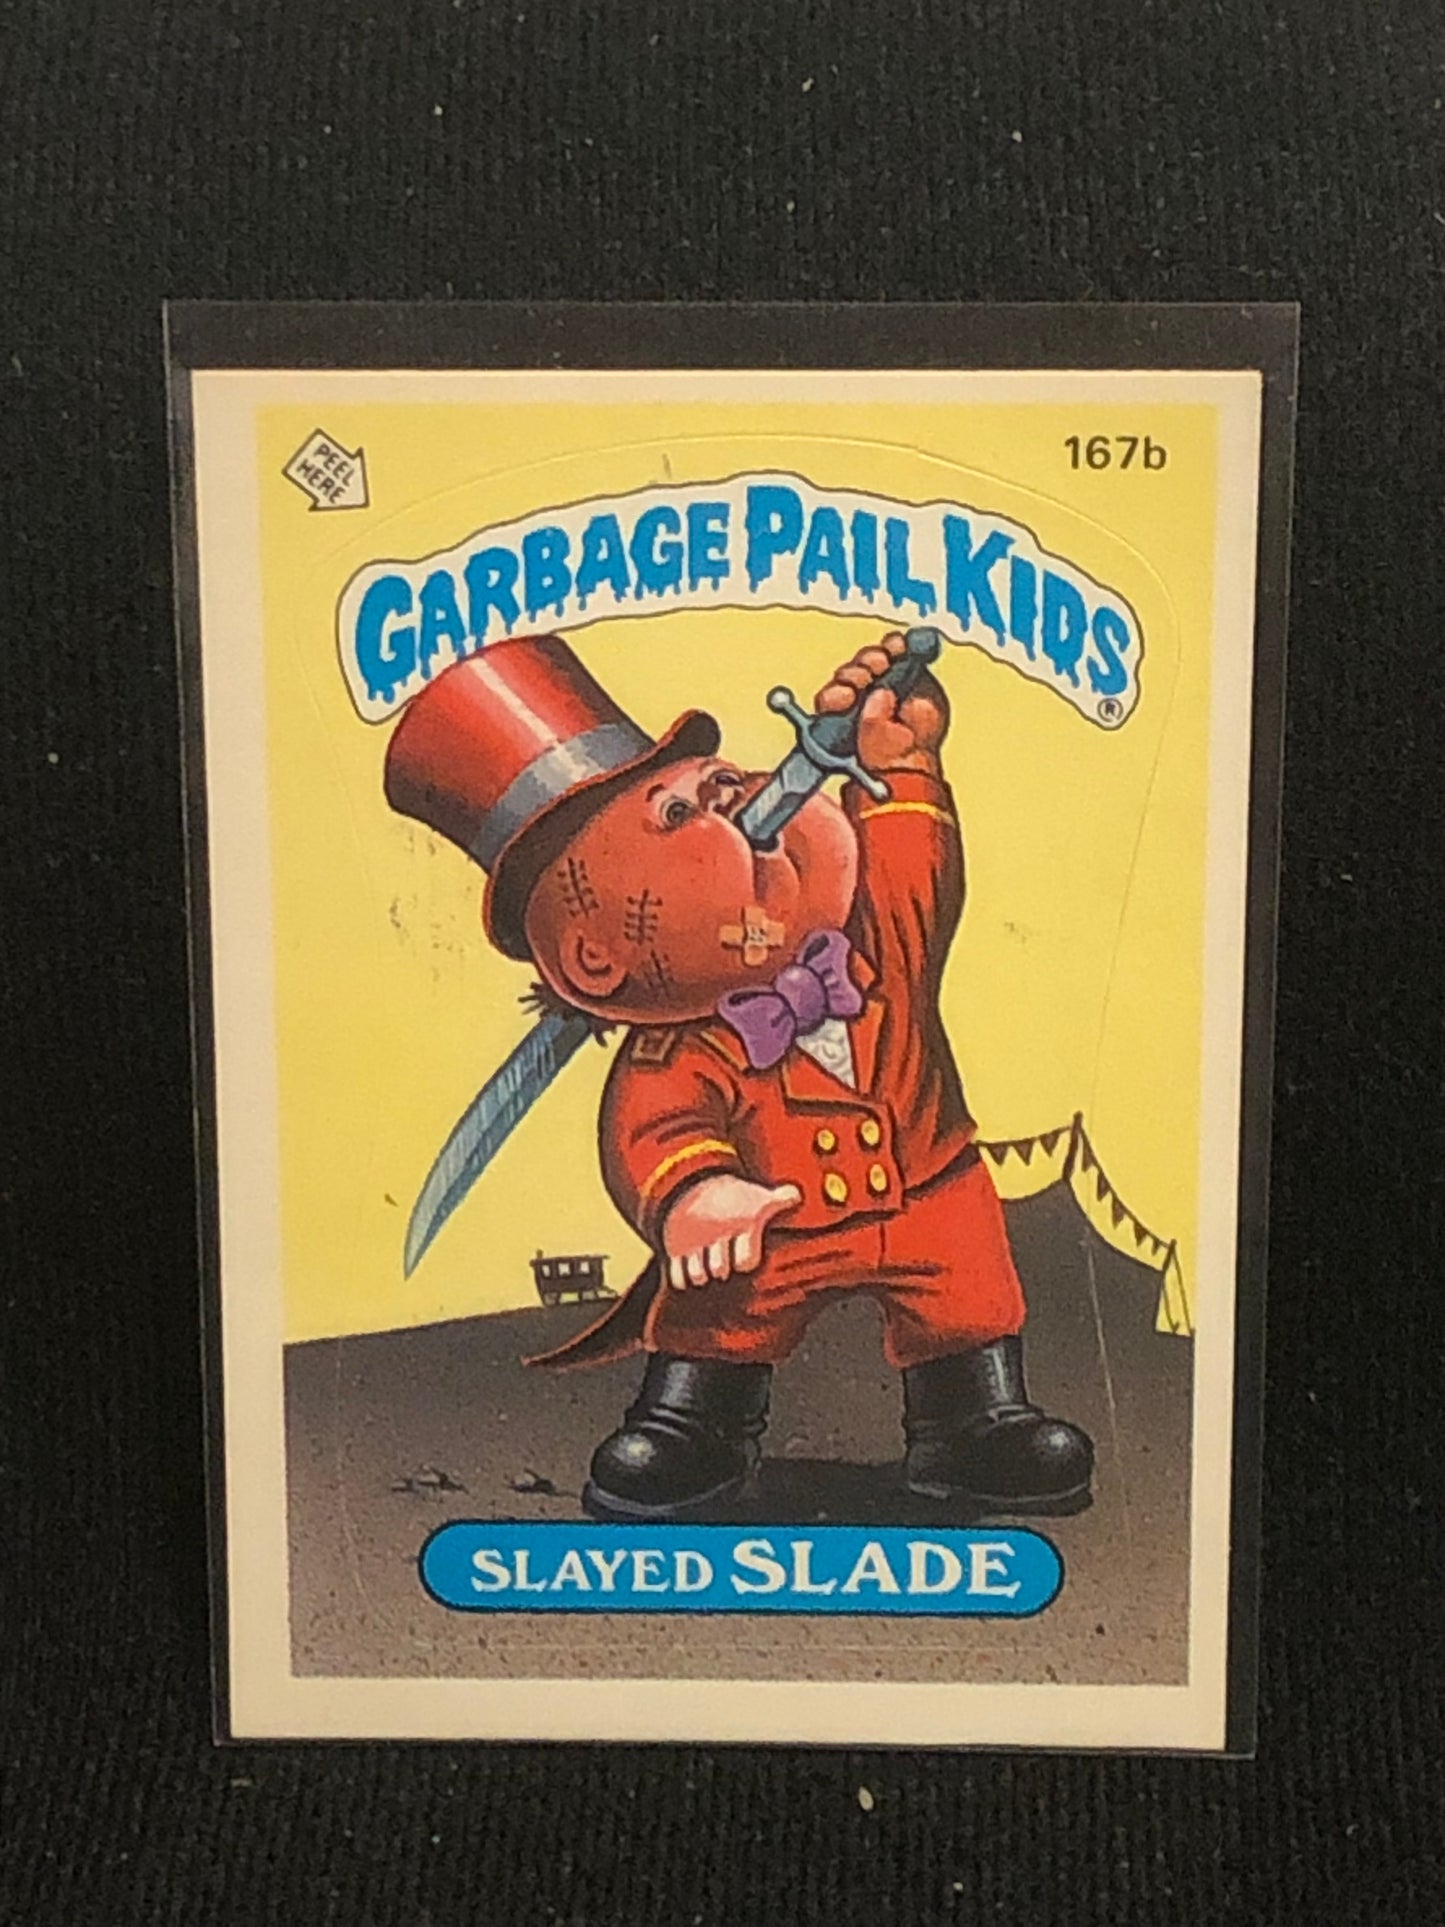 PEEL
HERE
167b
GARBAGE PAIL KIDS
®
SLAYED SLADE